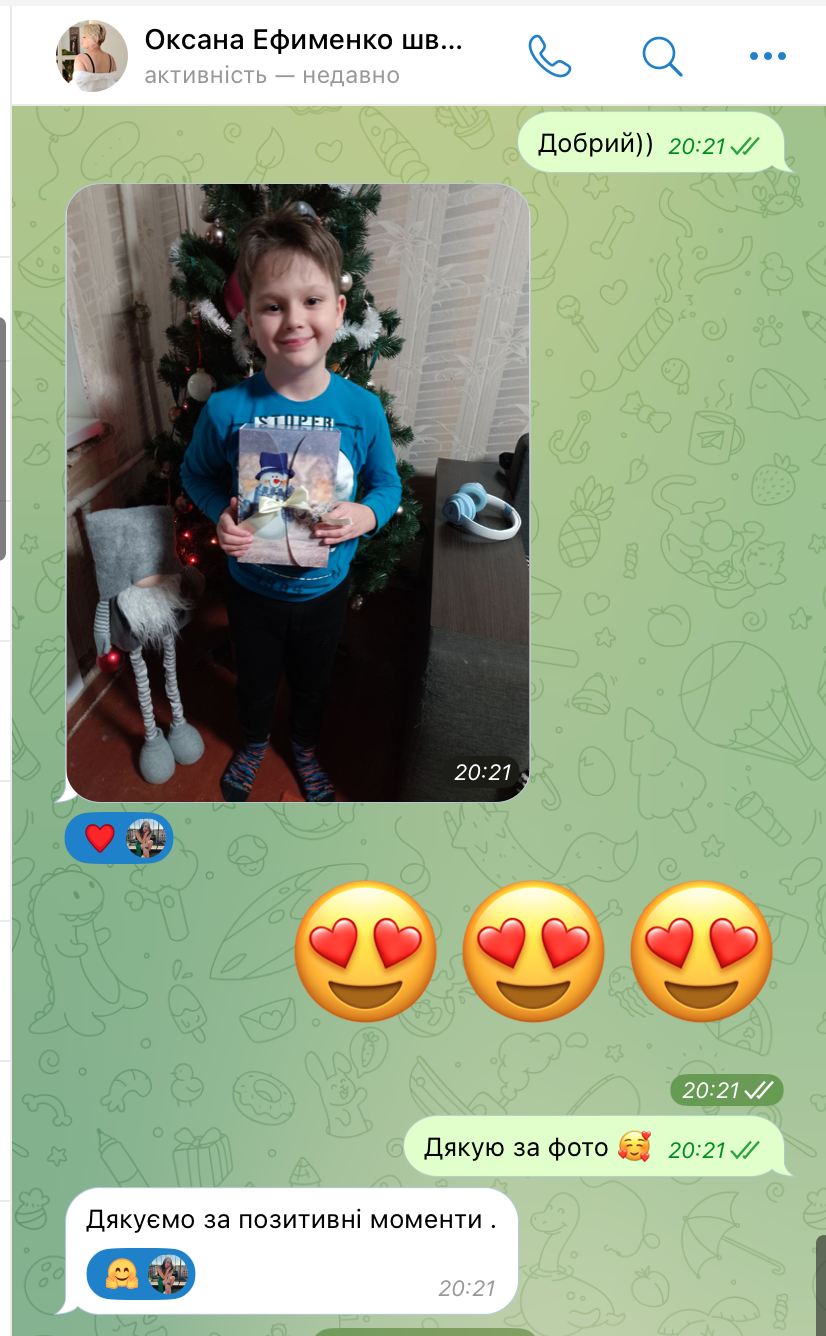 Оксана Ефименко шв...
активність — недавно
Добрий)) 20:21
SUPER
20:21
20:21
Дякую за фото 🥰 20:21
Дякуємо за позитивні моменти .
20:21